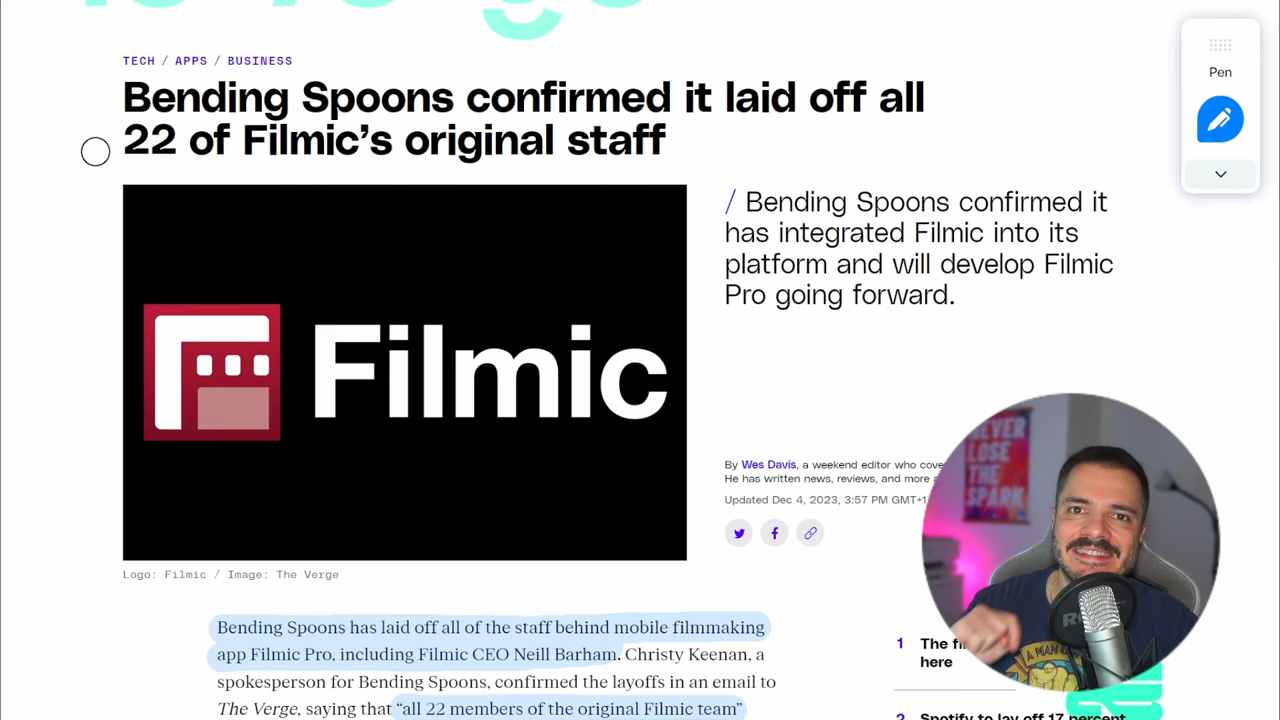 TECH / APPS / BUSINESS
Bending Spoons confirmed it laid off all
22 of Filmic's original staff
Pen
/ Bending Spoons confirmed it
has integrated Filmic into its
platform and will develop Filmic
Pro going forward.
Filmic
By Wes Davis, a weekend editor who cove
He has written news, reviews, and more a
Updated Dec 4, 2023, 3:57 PM GMT+1
NEVER
LOSE
THE
SPARK
Logo: Filmic / Image: The Verge
Bending Spoons has laid off all of the staff behind mobile filmmaking
app Filmic Pro, including Filmic CEO Neill Barham. Christy Keenan, a
spokesperson for Bending Spoons, confirmed the layoffs in an email to
The Verge, saying that “all 22 members of the original Filmic team”
1 The fi
here
2 Spotify to lay off 17 percent
A MAN